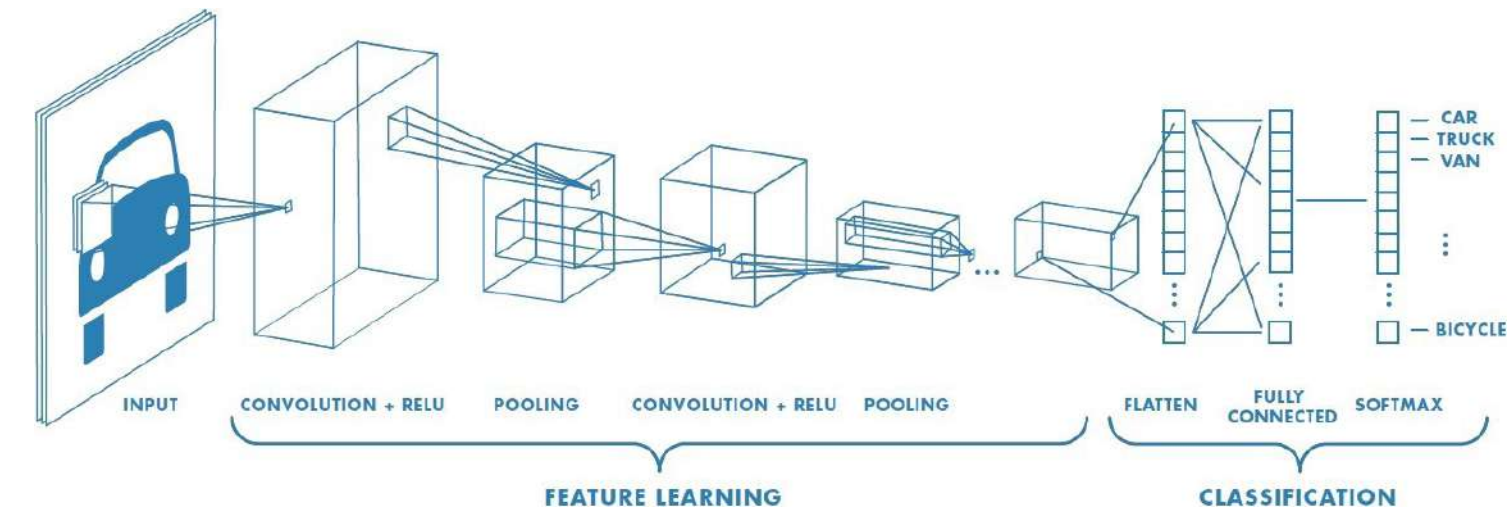 CAR
TRUCK
VAN
BICYCLE
INPUT
CONVOLUTION + RELU
POOLING
CONVOLUTION + RELU
POOLING
FLATTEN
FULLY
CONNECTED
SOFTMAX
FEATURE LEARNING
CLASSIFICATION